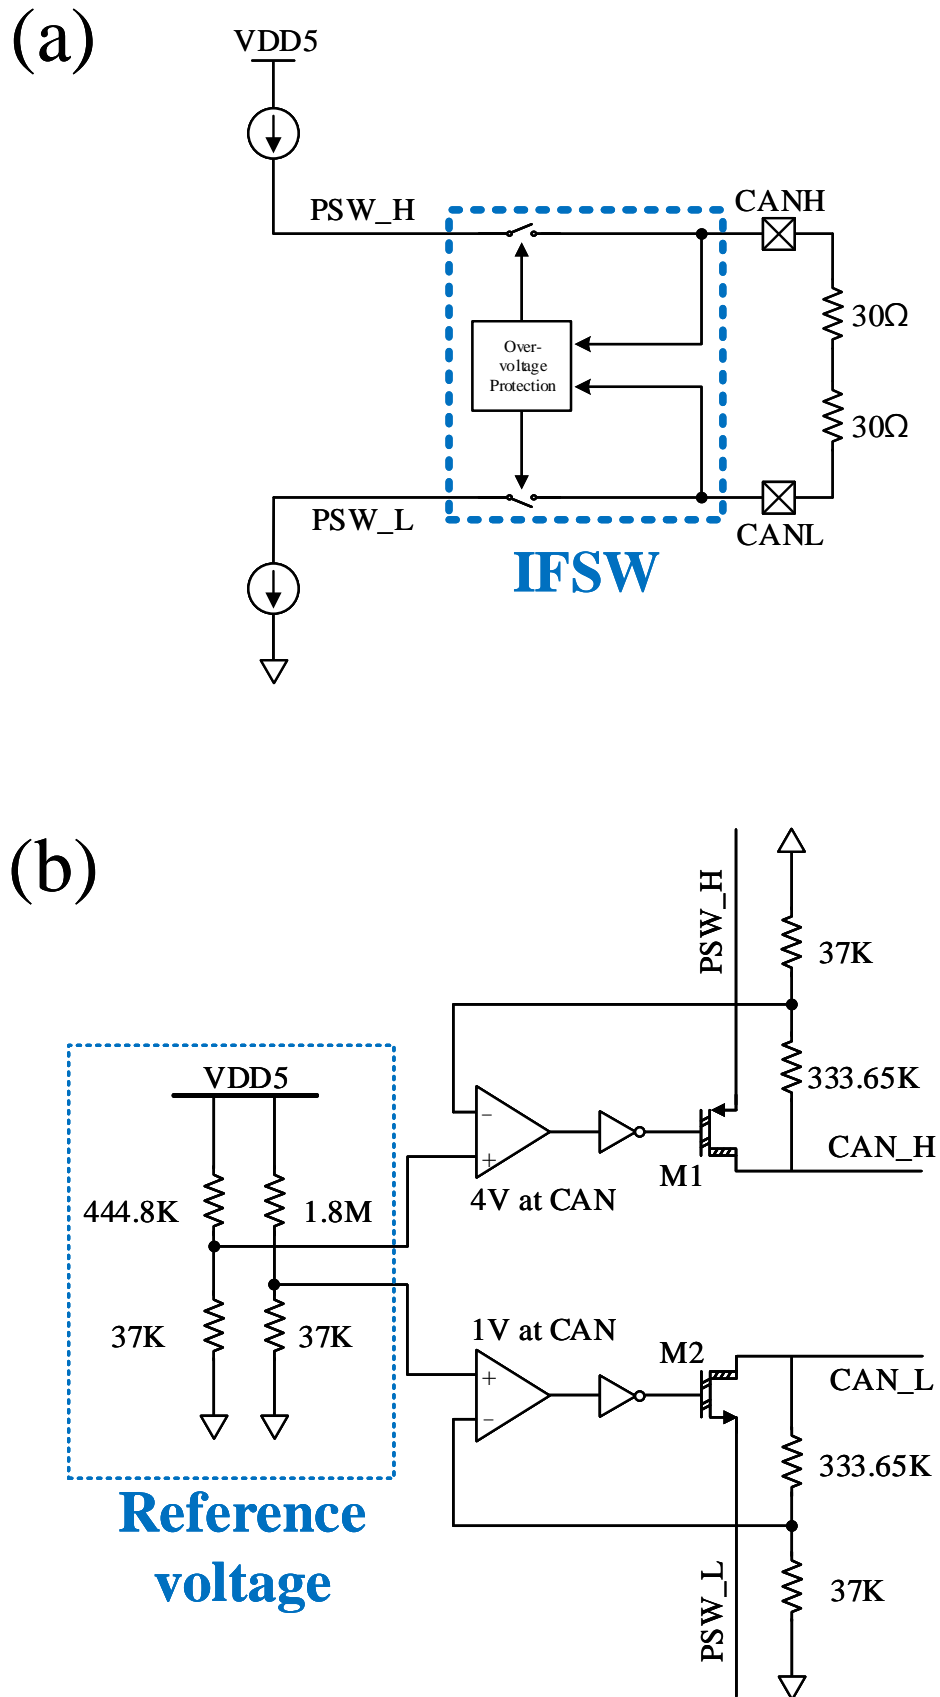 (a)
VDD5
PSW_H
CANH
30Ω
Over-
voltage
Protection
30Ω
PSW_L
CANL
IFSW
(b)
PSW_H
37K
VDD5
333.65K
−
+
CAN_H
M1
4V at CAN
444.8K
1.8M
37K
37K
1V at CAN
M2
+
−
CAN_L
333.65K
Reference
voltage
PSW_L
37K